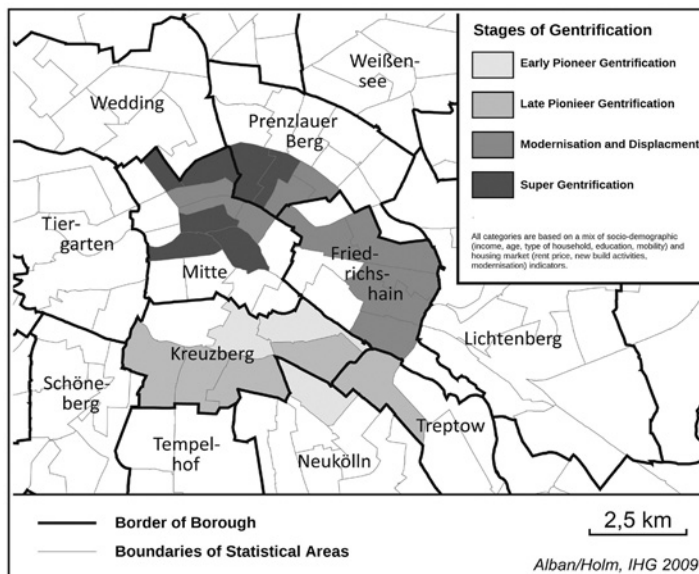 Stages of Gentrification
Early Pioneer Gentrification
Late Pionieer Gentrification
Modernisation and Displacment
Super Gentrification
All categories are based on a mix of socio-demographic
(income, age, type of household, education, mobility) and
housing market (rent price, new build activities,
modernisation) indicators.
Weißen-
see
Wedding
Prenzlauer
Berg
Tier-
garten
Mitte
Fried-
richs-
hain
Kreuzberg
Lichtenberg
Schöne-
berg
Tempel-
hof
Neukölln
Treptow
Border of Borough
Boundaries of Statistical Areas
2,5 km
Alban/Holm, IHG 2009